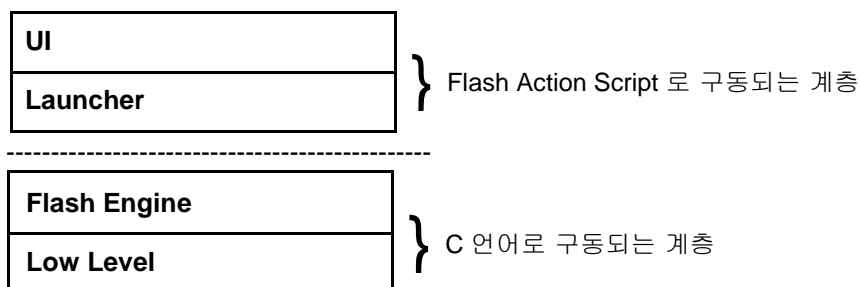 UI
Launcher
} Flash Action Script 로 구동되는 계층
-----------------------------------------------
Flash Engine
Low Level
} C 언어로 구동되는 계층